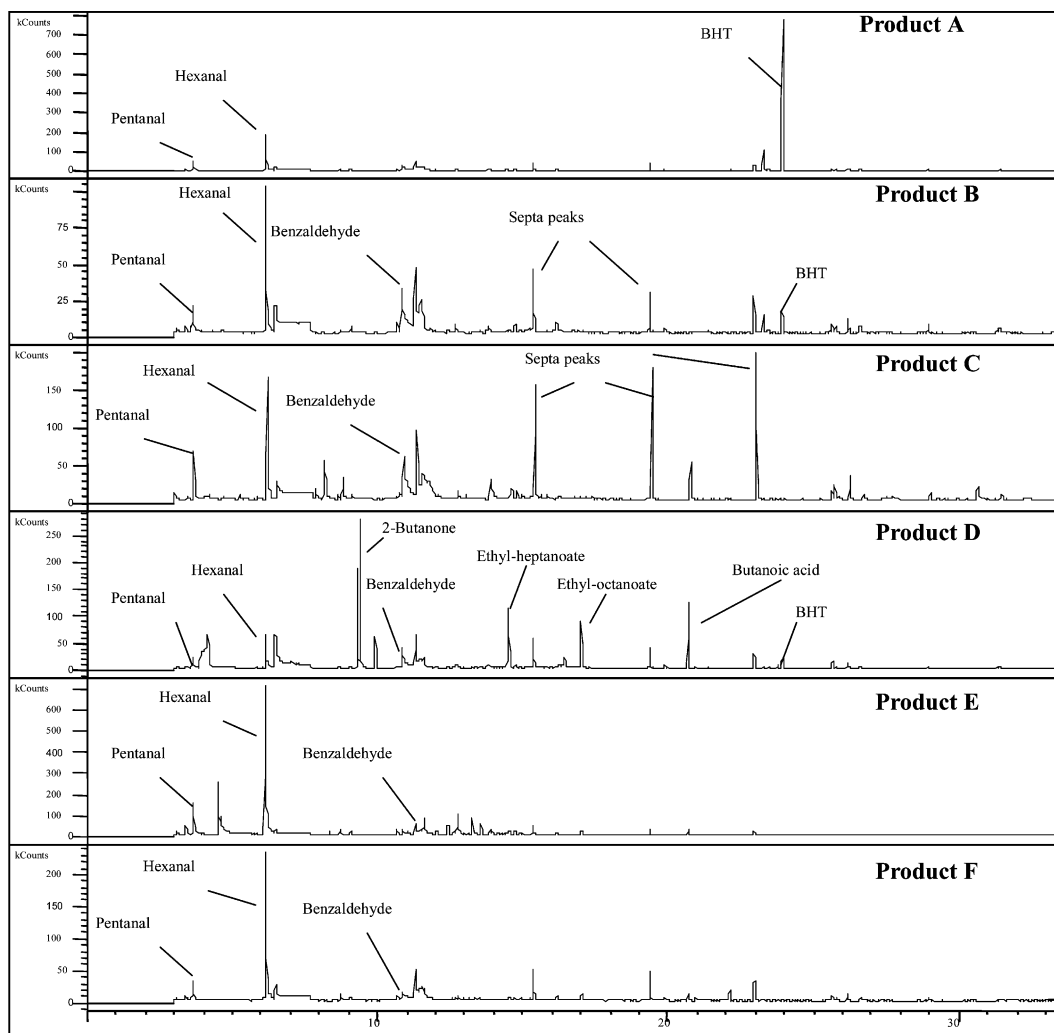 kCounts
Product A
700
BHT
600
Hexanal
500
400
Pentanal
300
200
100
0
kCounts
Product B
Hexanal
Septa peaks
75
Benzaldehyde
Pentanal
BHT
50
25
0
kCounts
Product C
Septa peaks
Hexanal
150
Benzaldehyde
Pentanal
100
50
0
kCounts
Product D
2-Butanone
250
Ethyl-heptanoate
Hexanal
Benzaldehyde
Ethyl-octanoate
Butanoic acid
200
Pentanal
BHT
150
100
50
0
kCounts
Product E
Hexanal
600
500
Pentanal
Benzaldehyde
400
300
200
100
0
kCounts
Product F
Hexanal
200
Benzaldehyde
150
Pentanal
100
50
0
10
20
30